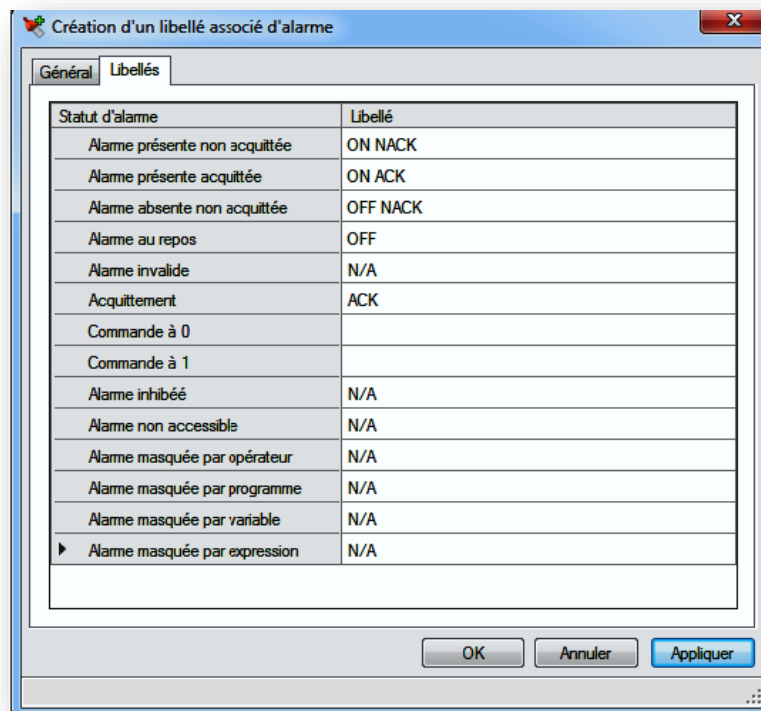 Création d'un libellé associé d'alarme
Général Libellés
Statut d'alarme Libellé
Alarme présente non acquittée ON NACK
Alarme présente acquittée ON ACK
Alarme absente non acquittée OFF NACK
Alarme au repos OFF
Alarme invalide N/A
Acquittement ACK
Commande à 0
Commande à 1
Alarme inhibéé N/A
Alarme non accessible N/A
Alarme masquée par opérateur N/A
Alarme masquée par programme N/A
Alarme masquée par variable N/A
Alarme masquée par expression N/A
OK Annuler Appliquer